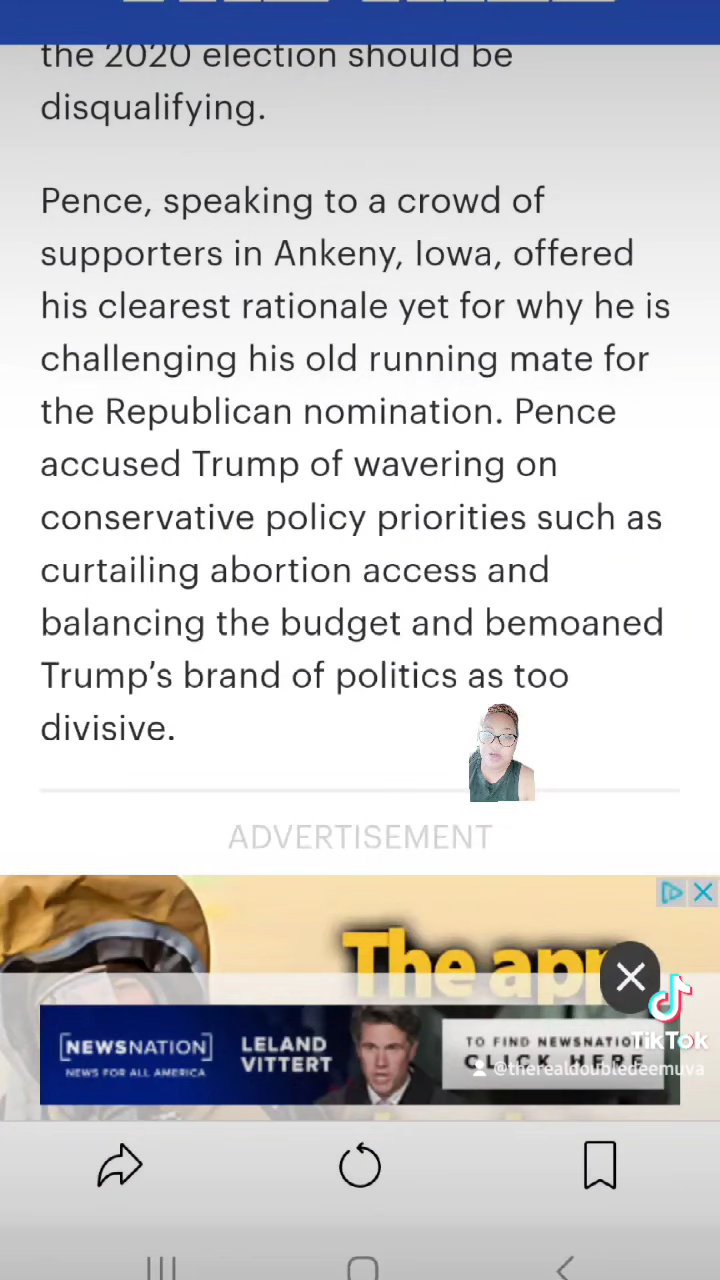 the 2020 election should be
disqualifying.
Pence, speaking to a crowd of
supporters in Ankeny, Iowa, offered
his clearest rationale yet for why he is
challenging his old running mate for
the Republican nomination. Pence
accused Trump of wavering on
conservative policy priorities such as
curtailing abortion access and
balancing the budget and bemoaned
Trump’s brand of politics as too
divisive.
ADVERTISEMENT
The
[NEWSNATION]
NEWS FOR ALL AMERICA
LELAND
VITTERT
TO FIND NEWSNATION
CLICK HERE
TikTok
@therealdoubledeemuva